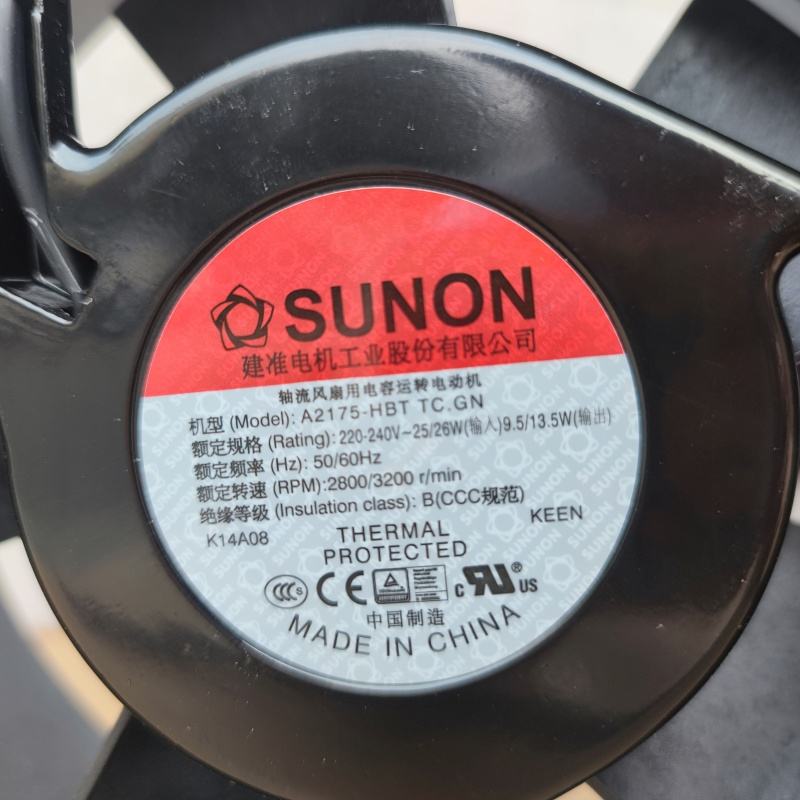 SUNON
建准电机工业股份有限公司
轴流风扇用电容运转电动机
机型 (Model): A2175-HBT TC.GN
额定规格 (Rating): 220-240V~25/26W(输入)9.5/13.5W(输出)
额定频率 (Hz): 50/60Hz
额定转速 (RPM):2800/3200 r/min
绝缘等级 (Insulation class): B(CCC规范)
K14A08
KEEN
THERMAL
PROTECTED
CCC S CE c RU ® US
中国制造
MADE IN CHINA